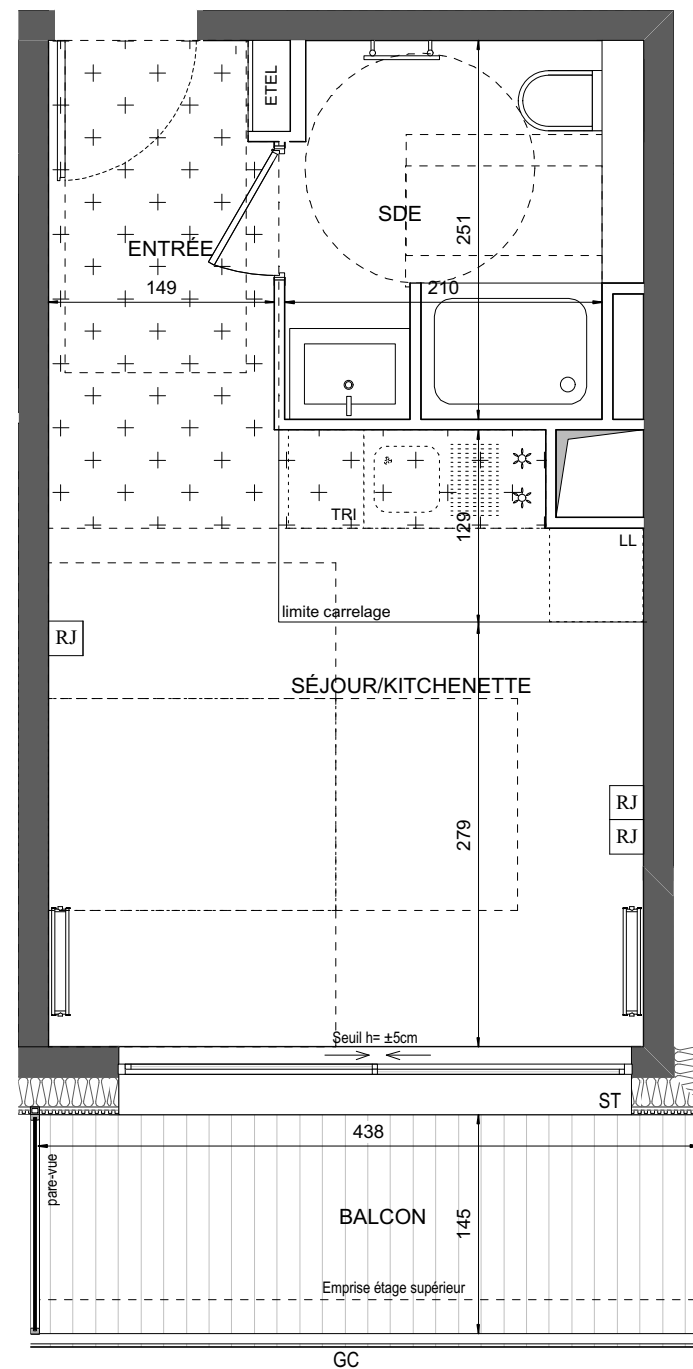 ETEL
SDE
ENTRÉE
251
149
210
TRI
129
LL
limite carrelage
RJ
SÉJOUR/KITCHENETTE
RJ
279
RJ
Seuil h= ±5cm
ST
438
pare-vue
BALCON
145
Emprise étage supérieur
GC